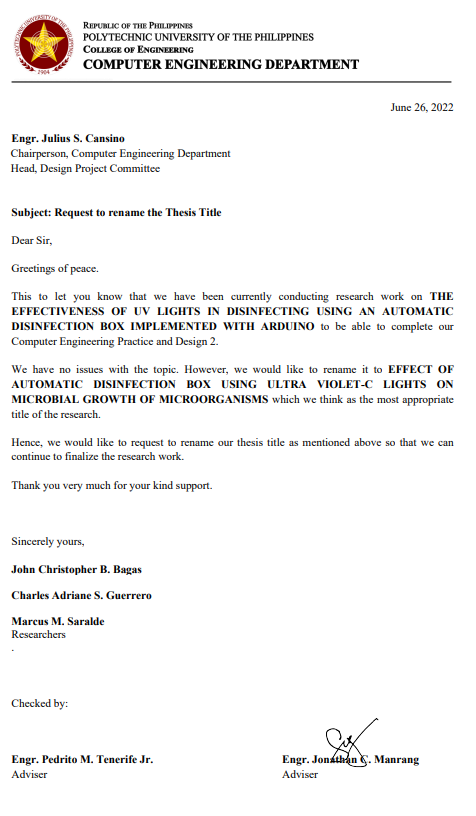 REPUBLIC OF THE PHILIPPINES
POLYTECHNIC UNIVERSITY OF THE PHILIPPINES
COLLEGE OF ENGINEERING
COMPUTER ENGINEERING DEPARTMENT
POLYTECHNIC UNIVERSITY OF THE PHILIPPINES
1904
June 26, 2022
Engr. Julius S. Cansino
Chairperson, Computer Engineering Department
Head, Design Project Committee
Subject: Request to rename the Thesis Title
Dear Sir,
Greetings of peace.
This to let you know that we have been currently conducting research work on THE
EFFECTIVENESS OF UV LIGHTS IN DISINFECTING USING AN AUTOMATIC
DISINFECTION BOX IMPLEMENTED WITH ARDUINO to be able to complete our
Computer Engineering Practice and Design 2.
We have no issues with the topic. However, we would like to rename it to EFFECT OF
AUTOMATIC DISINFECTION BOX USING ULTRA VIOLET-C LIGHTS ON
MICROBIAL GROWTH OF MICROORGANISMS which we think as the most appropriate
title of the research.
Hence, we would like to request to rename our thesis title as mentioned above so that we can
continue to finalize the research work.
Thank you very much for your kind support.
Sincerely yours,
John Christopher B. Bagas
Charles Adriane S. Guerrero
Marcus M. Saralde
Researchers
.
Checked by:
Engr. Pedrito M. Tenerife Jr.
Adviser
Engr. Jonathan C. Manrang
Adviser